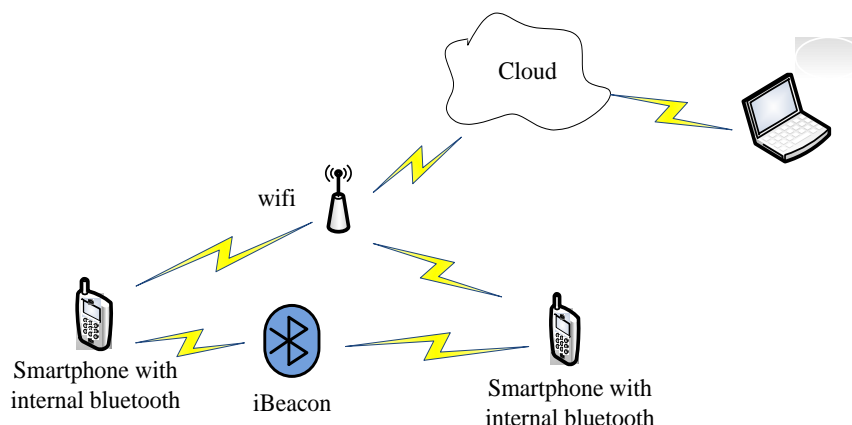 Cloud
wifi
Smartphone with
internal bluetooth
iBeacon
Smartphone with
internal bluetooth